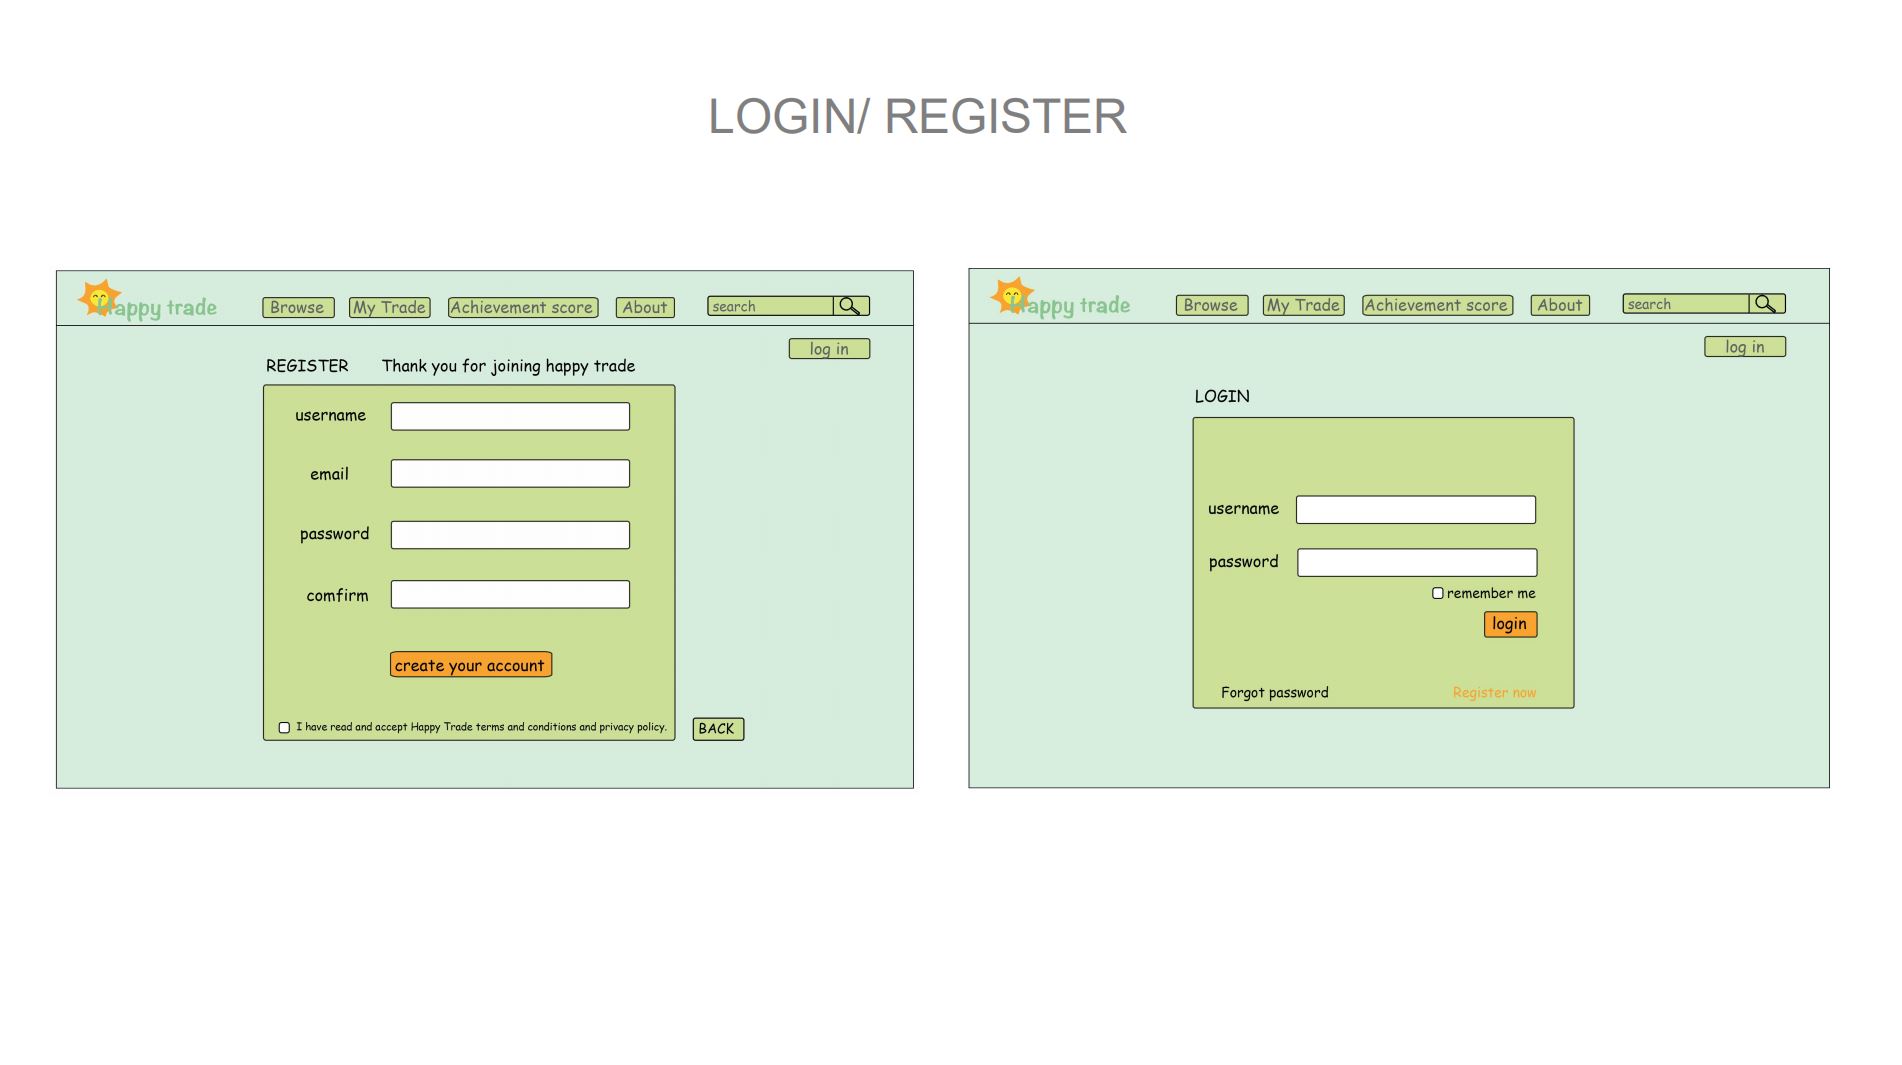 LOGIN/ REGISTER
Happy trade
Browse
My Trade
Achievement score
About
search
log in
REGISTER
Thank you for joining happy trade
username
email
password
comfirm
create your account
I have read and accept Happy Trade terms and conditions and privacy policy.
BACK
Happy trade
Browse
My Trade
Achievement score
About
search
log in
LOGIN
username
password
remember me
login
Forgot password
Register now